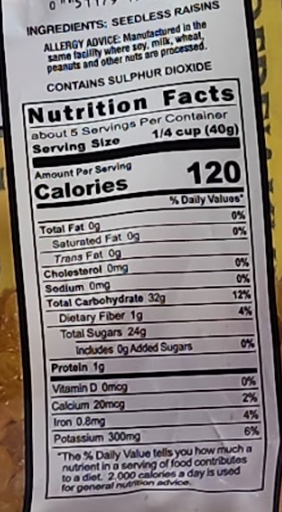 INGREDIENTS: SEEDLESS RAISINS
ALLERGY ADVICE: Manufactured in the
same facility where soy, milk, wheat,
peanuts and other nuts are processed.
CONTAINS SULPHUR DIOXIDE
Nutrition Facts
about 5 Servings Per Container
Serving Size 1/4 cup (40g)
Amount Per Serving
Calories 120
% Daily Values*
Total Fat 0g 0%
Saturated Fat 0g 0%
Trans Fat 0g
Cholesterol 0mg 0%
Sodium 0mg 0%
Total Carbohydrate 32g 12%
Dietary Fiber 1g 4%
Total Sugars 24g
Includes 0g Added Sugars 0%
Protein 1g
Vitamin D 0mcg 0%
Calcium 20mcg 2%
Iron 0.8mg 4%
Potassium 300mg 6%
*The % Daily Value tells you how much a
nutrient in a serving of food contributes
to a diet. 2,000 calories a day is used
for general nutrition advice.